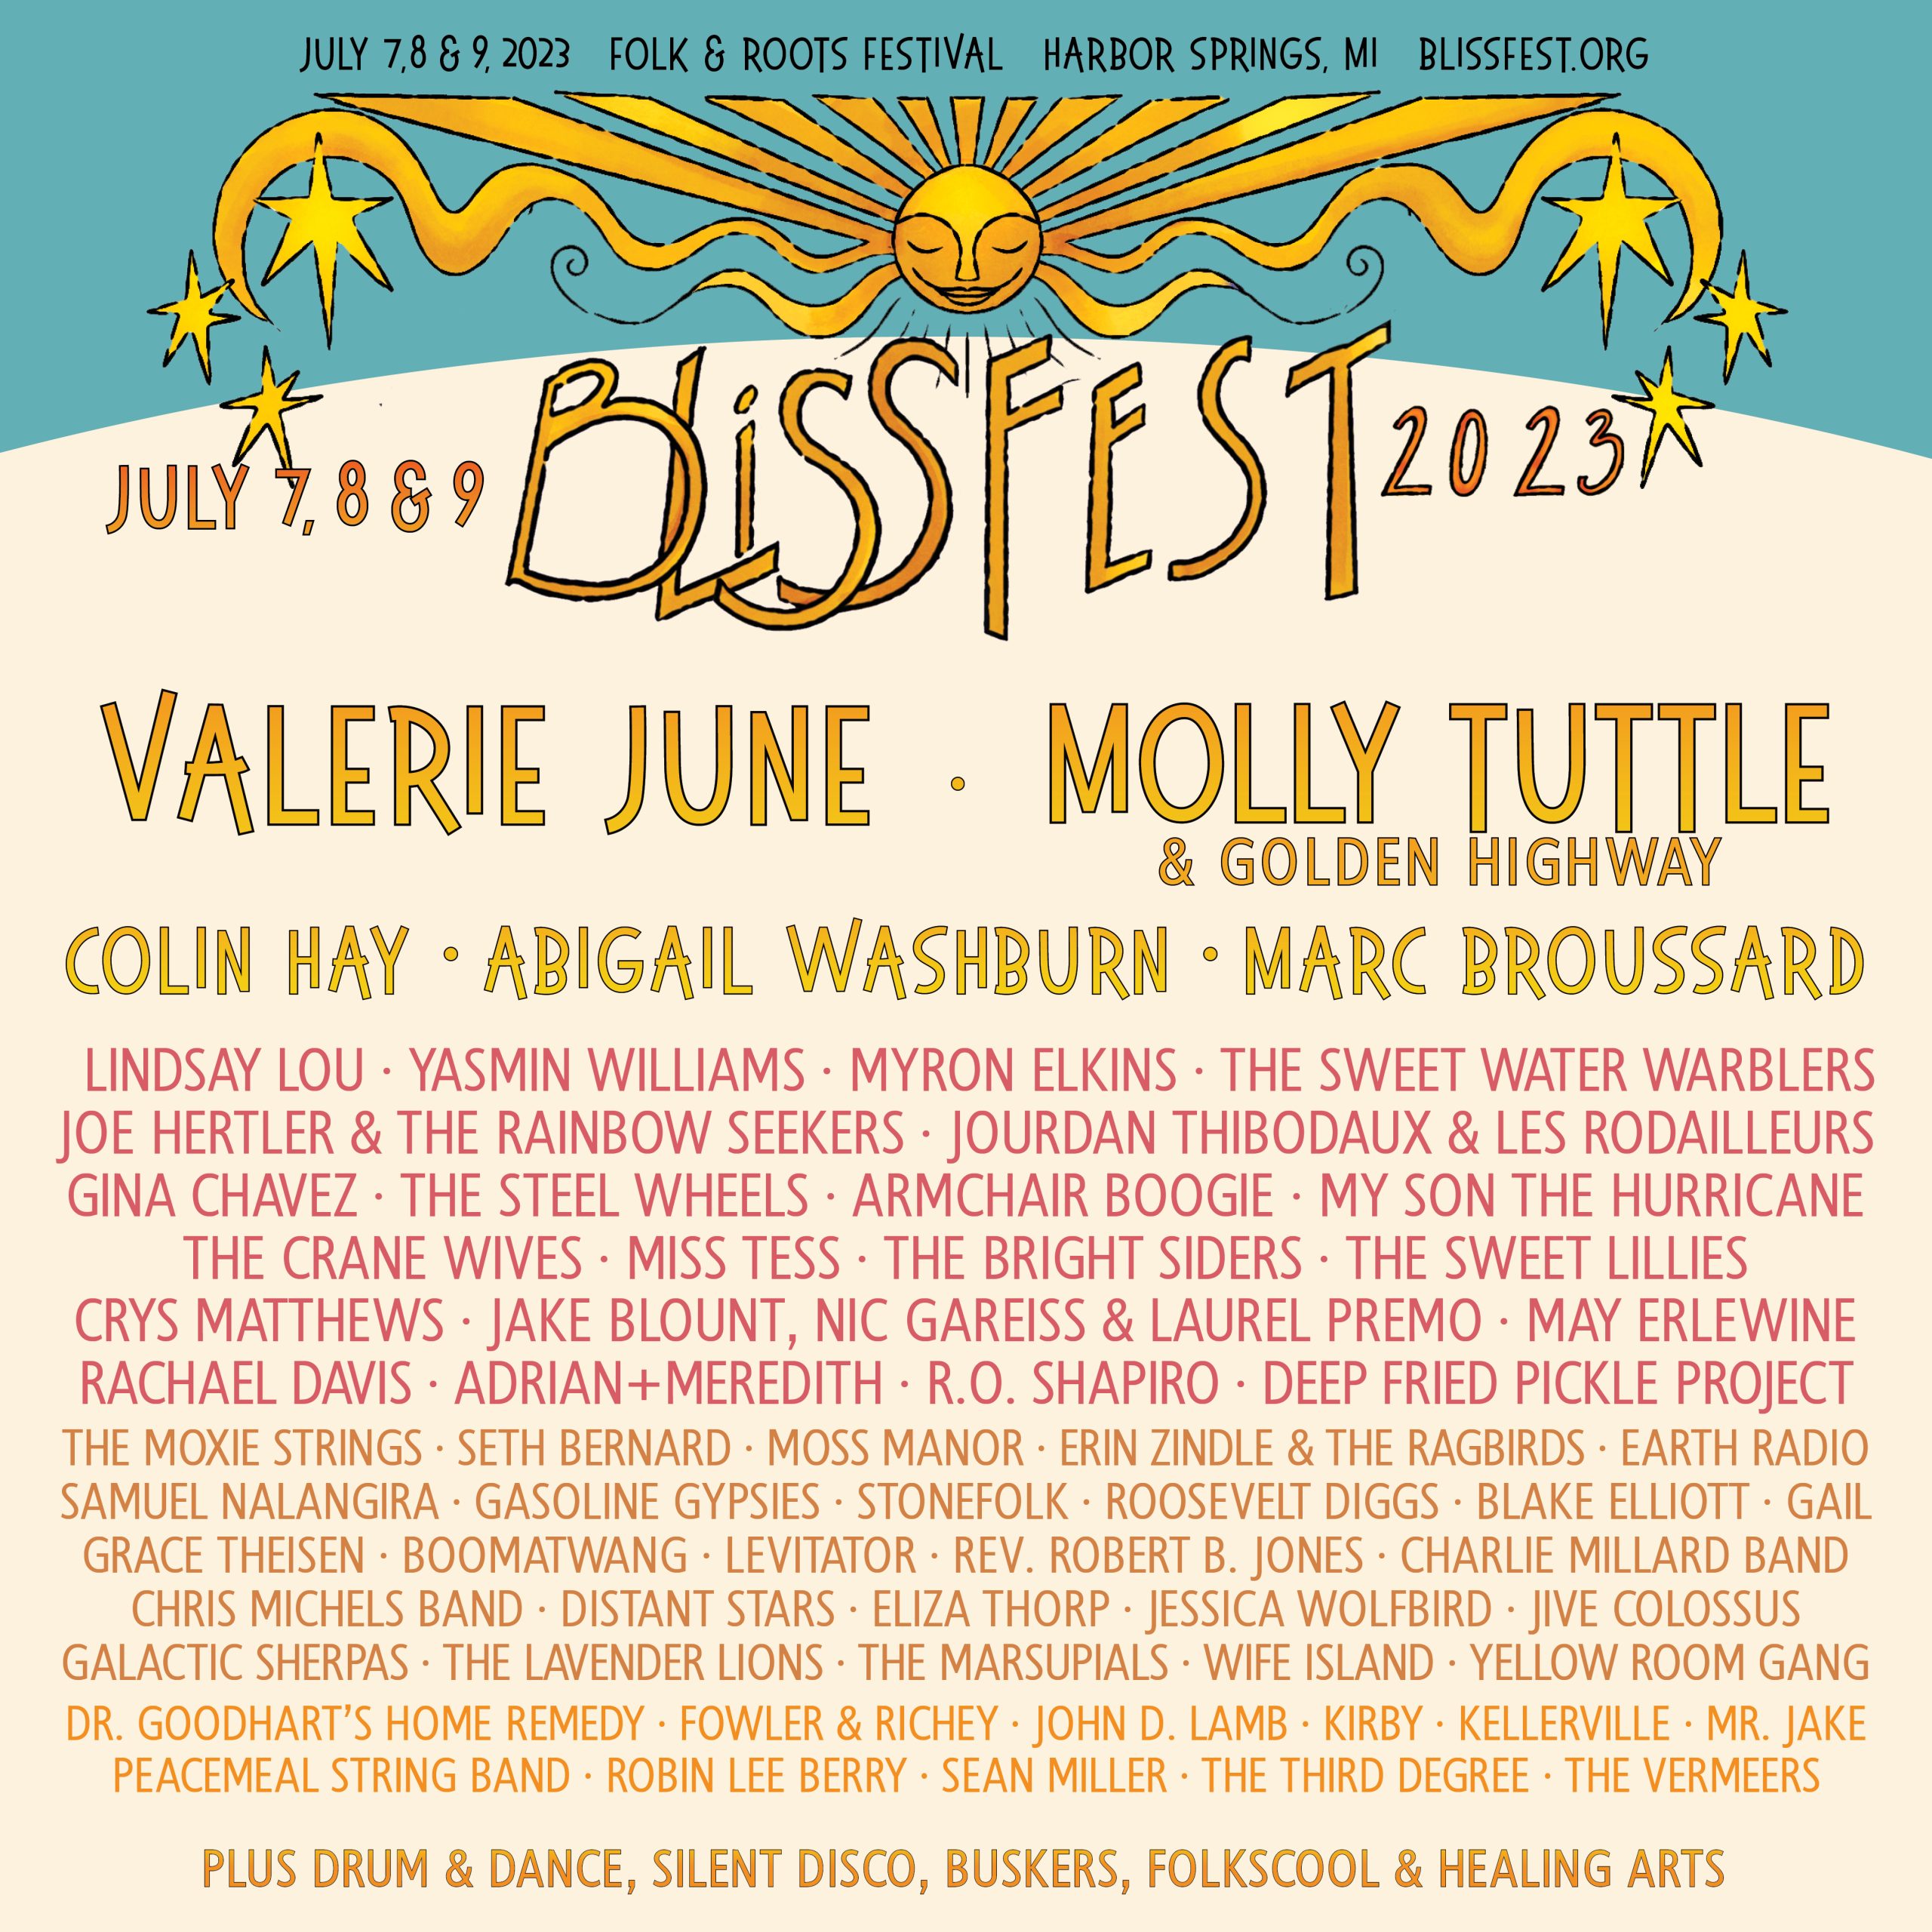 JULY 7,8 & 9, 2023 FOLK & ROOTS FESTIVAL HARBOR SPRINGS, MI BLISSFEST.ORG
BLiSSFEST
2023
JULY 7, 8 & 9
VALERIE JUNE · MOLLY TUTTLE
& GOLDEN HIGHWAY
COLIN HAY · ABIGAIL WASHBURN · MARC BROUSSARD
LINDSAY LOU · YASMIN WILLIAMS · MYRON ELKINS · THE SWEET WATER WARBLERS
JOE HERTLER & THE RAINBOW SEEKERS · JOURDAN THIBODAUX & LES RODAILLEURS
GINA CHAVEZ · THE STEEL WHEELS · ARMCHAIR BOOGIE · MY SON THE HURRICANE
THE CRANE WIVES · MISS TESS · THE BRIGHT SIDERS · THE SWEET LILLIES
CRYS MATTHEWS · JAKE BLOUNT, NIC GAREISS & LAUREL PREMO · MAY ERLEWINE
RACHAEL DAVIS · ADRIAN+MEREDITH · R.O. SHAPIRO · DEEP FRIED PICKLE PROJECT
THE MOXIE STRINGS · SETH BERNARD · MOSS MANOR · ERIN ZINDLE & THE RAGBIRDS · EARTH RADIO
SAMUEL NALANGIRA · GASOLINE GYPSIES · STONEFOLK · ROOSEVELT DIGGS · BLAKE ELLIOTT · GAIL
GRACE THEISEN · BOOMATWANG · LEVITATOR · REV. ROBERT B. JONES · CHARLIE MILLARD BAND
CHRIS MICHELS BAND · DISTANT STARS · ELIZA THORP · JESSICA WOLFBIRD · JIVE COLOSSUS
GALACTIC SHERPAS · THE LAVENDER LIONS · THE MARSUPIALS · WIFE ISLAND · YELLOW ROOM GANG
DR. GOODHART'S HOME REMEDY · FOWLER & RICHEY · JOHN D. LAMB · KIRBY · KELLERVILLE · MR. JAKE
PEACEMEAL STRING BAND · ROBIN LEE BERRY · SEAN MILLER · THE THIRD DEGREE · THE VERMEERS
PLUS DRUM & DANCE, SILENT DISCO, BUSKERS, FOLKSCOOL & HEALING ARTS